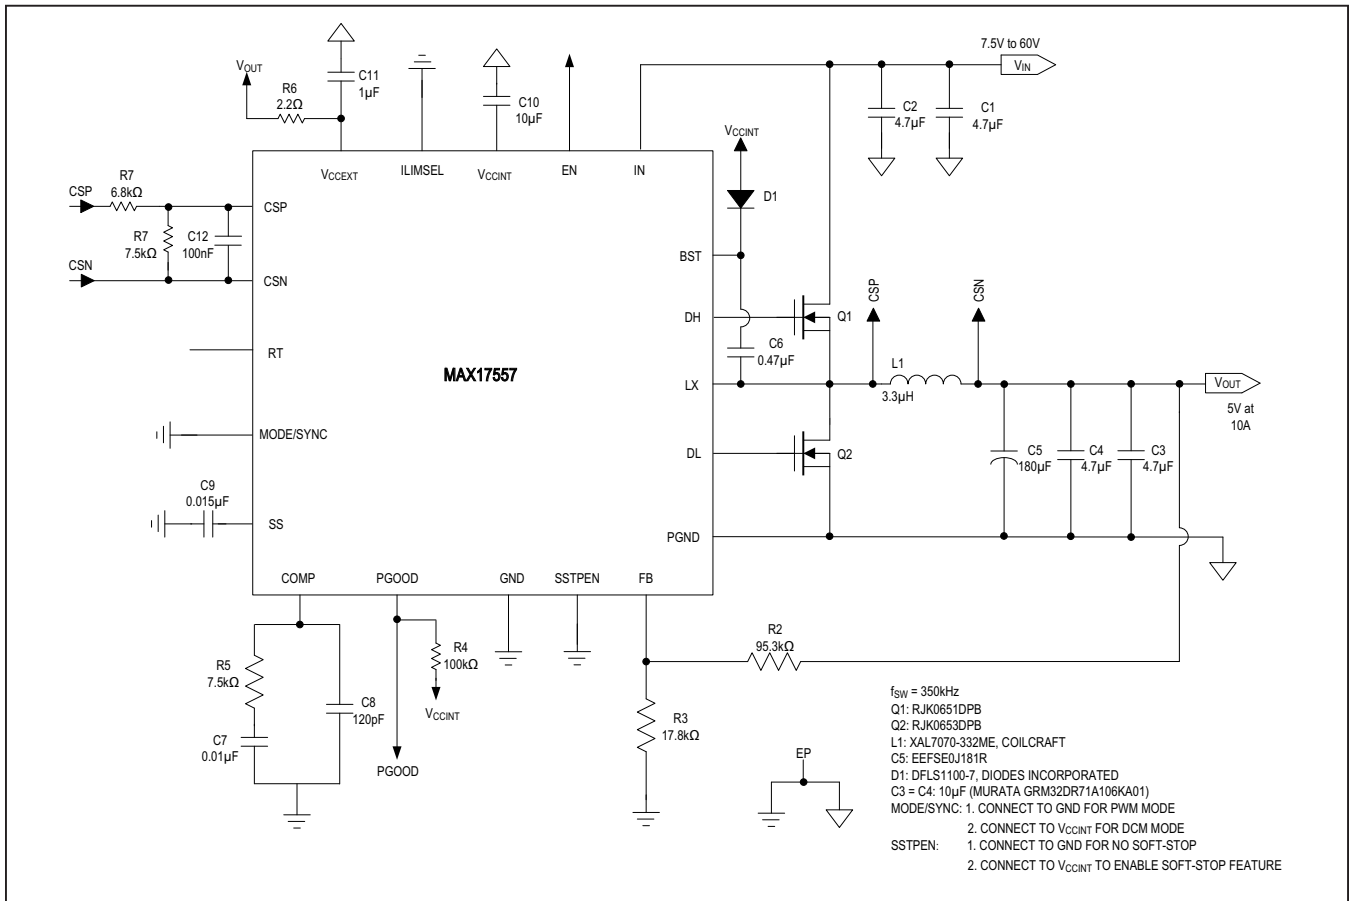 7.5V to 60V
VIN
VOUT
R6
2.2Ω
C11
1µF
C10
10µF
C2
4.7µF
C1
4.7µF
VCCINT
VCCEXT
ILIMSEL
VCCINT
EN
IN
D1
R7
6.8kΩ
CSP
CSP
R7
7.5kΩ
C12
100nF
CSN
CSN
BST
DH
Q1
CSP
CSN
C6
0.47µF
RT
MAX17557
LX
L1
3.3µH
VOUT
5V at
10A
MODE/SYNC
DL
Q2
C5
180µF
C4
4.7µF
C3
4.7µF
C9
0.015µF
SS
PGND
COMP
PGOOD
GND
SSTPEN
FB
R2
95.3kΩ
R5
7.5kΩ
R4
100kΩ
C8
120pF
VCCINT
C7
0.01µF
PGOOD
R3
17.8kΩ
EP
fSW = 350kHz
Q1: RJK0651DPB
Q2: RJK0653DPB
L1: XAL7070-332ME, COILCRAFT
C5: EEFSE0J181R
D1: DFLS1100-7, DIODES INCORPORATED
C3 = C4: 10µF (MURATA GRM32DR71A106KA01)
MODE/SYNC: 1. CONNECT TO GND FOR PWM MODE
2. CONNECT TO VCCINT FOR DCM MODE
SSTPEN: 1. CONNECT TO GND FOR NO SOFT-STOP
2. CONNECT TO VCCINT TO ENABLE SOFT-STOP FEATURE